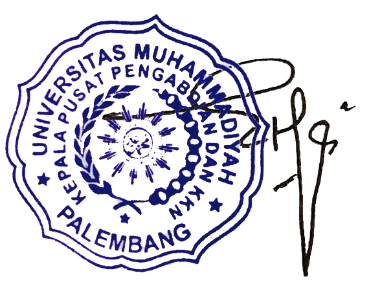 UNIVERSITAS MUHAMMADIYAH
KEPALA PUSAT PENGABDIAN DAN KKN
PALEMBANG